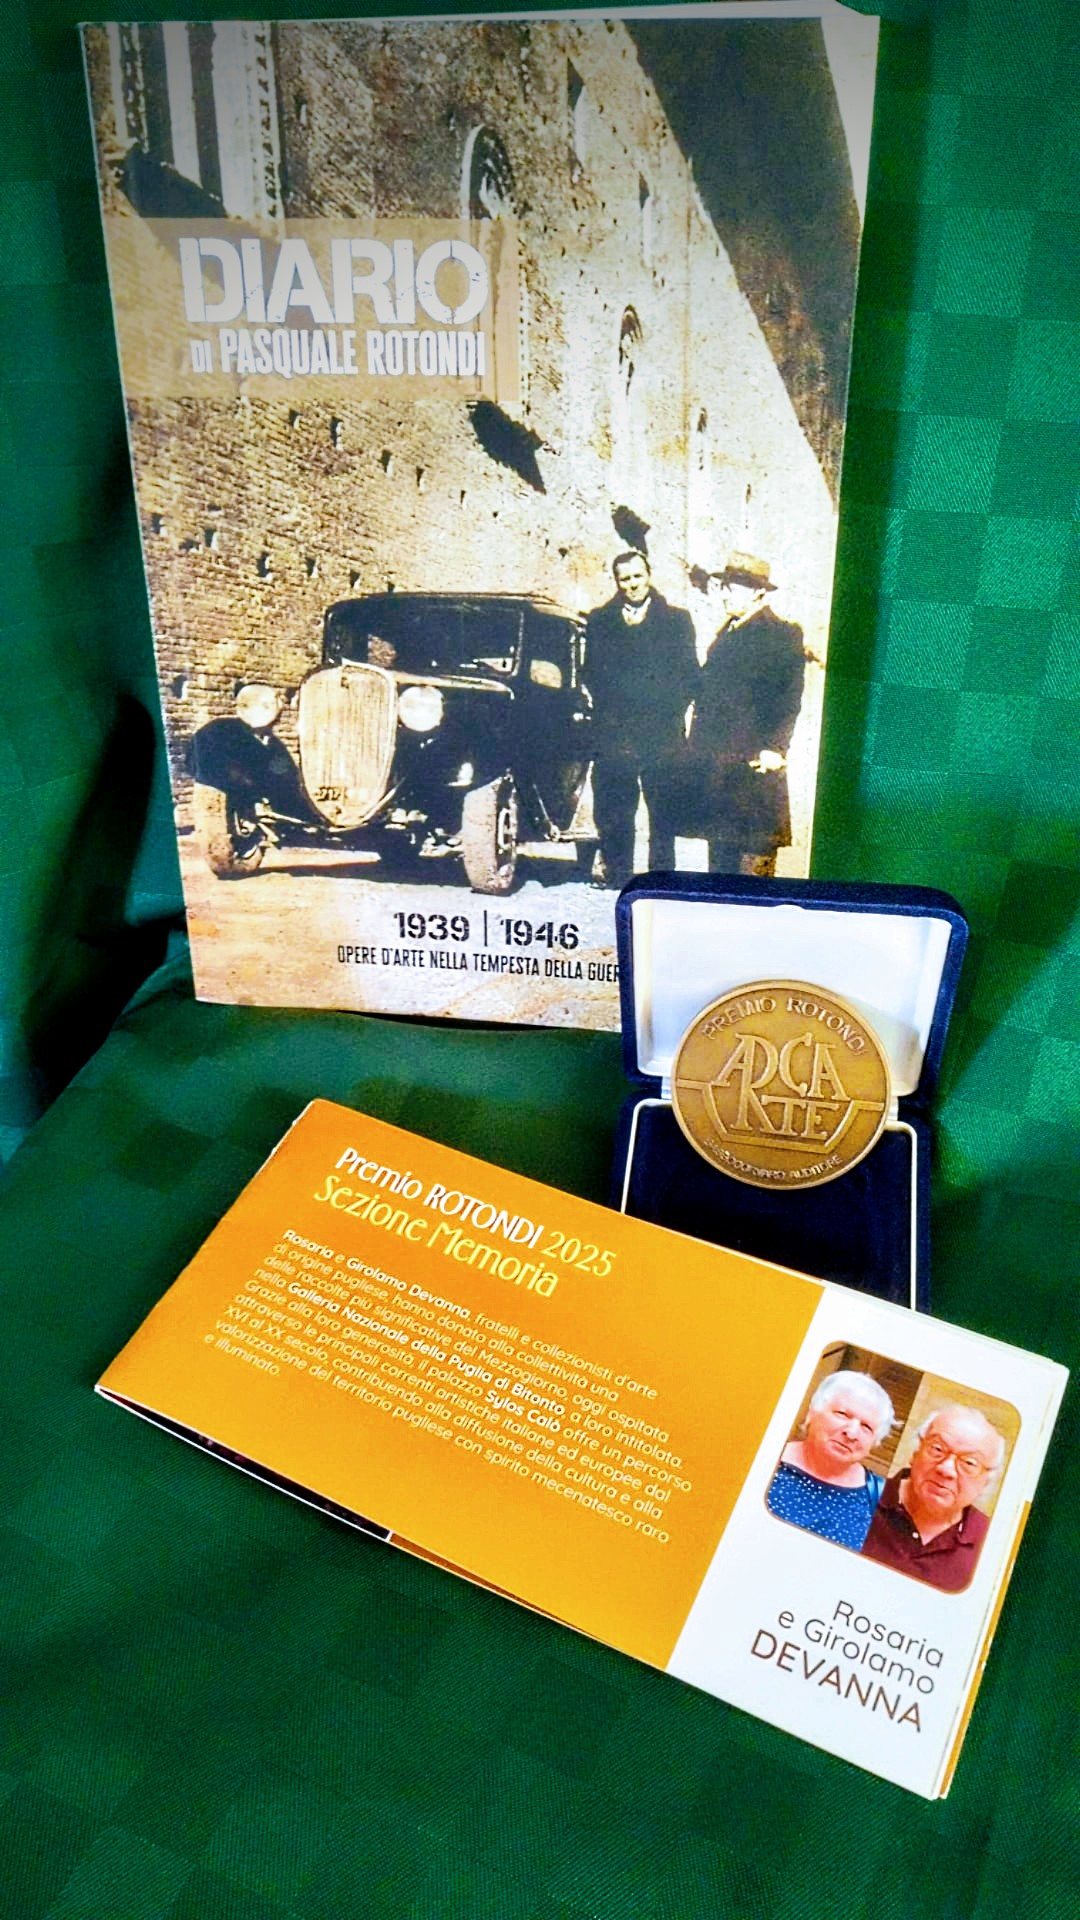 DIARIO
DI PASQUALE ROTONDI
1939 | 1946
OPERE D'ARTE NELLA TEMPESTA DELLA GUER
PREMIO ROTONDI
ARCA
ARTE
SASSOCORVARO AUDITORE
Premio ROTONDI 2025
Sezione Memoria
Rosaria e Girolamo Devanna, fratelli e collezionisti d'arte
di origine pugliese, hanno donato alla collettività una
delle raccolte più significative del Mezzogiorno, oggi ospitata
nella Galleria Nazionale della Puglia di Bitonto, a loro intitolata.
Grazie alla loro generosità, il palazzo Sylos Calò offre un percorso
attraverso le principali correnti artistiche italiane ed europee dal
XVI al XX secolo, contribuendo alla diffusione della cultura e alla
valorizzazione del territorio pugliese con spirito mecenatesco raro
e illuminato.
Rosaria
e Girolamo
DEVANNA